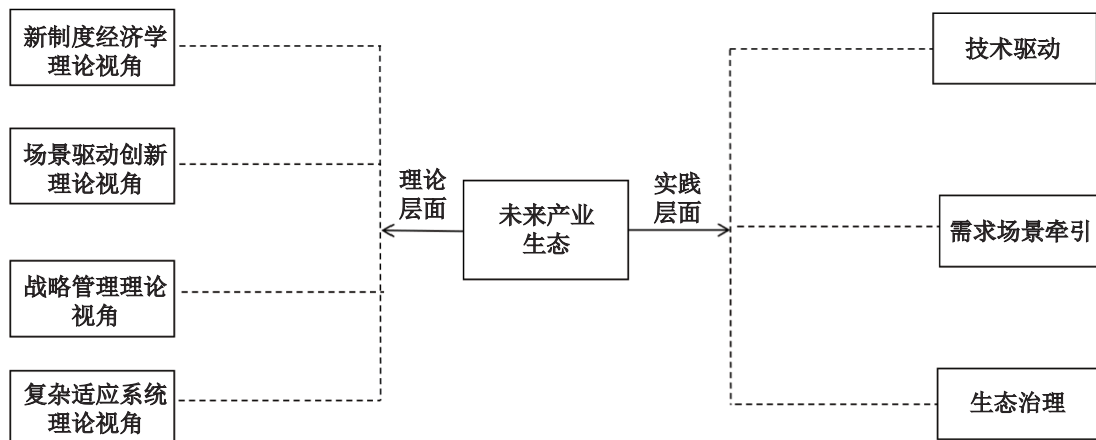 新制度经济学
理论视角
场景驱动创新
理论视角
战略管理理论
视角
复杂适应系统
理论视角
理论
层面
未来产业
生态
实践
层面
技术驱动
需求场景牵引
生态治理